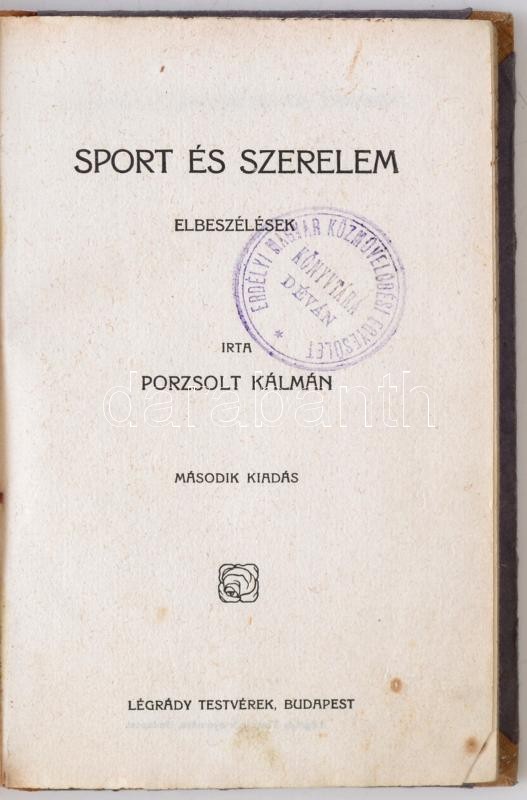 SPORT ÉS SZERELEM
ELBESZÉLÉSEK
ERDÉLYI MAGYAR KÖZMŰVELŐDÉSI EGYESÜLET *
KÖNYVTÁRA
DÉVÁN
IRTA
PORZSOLT KÁLMÁN
darabanth
MÁSODIK KIADÁS
LÉGRÁDY TESTVÉREK, BUDAPEST